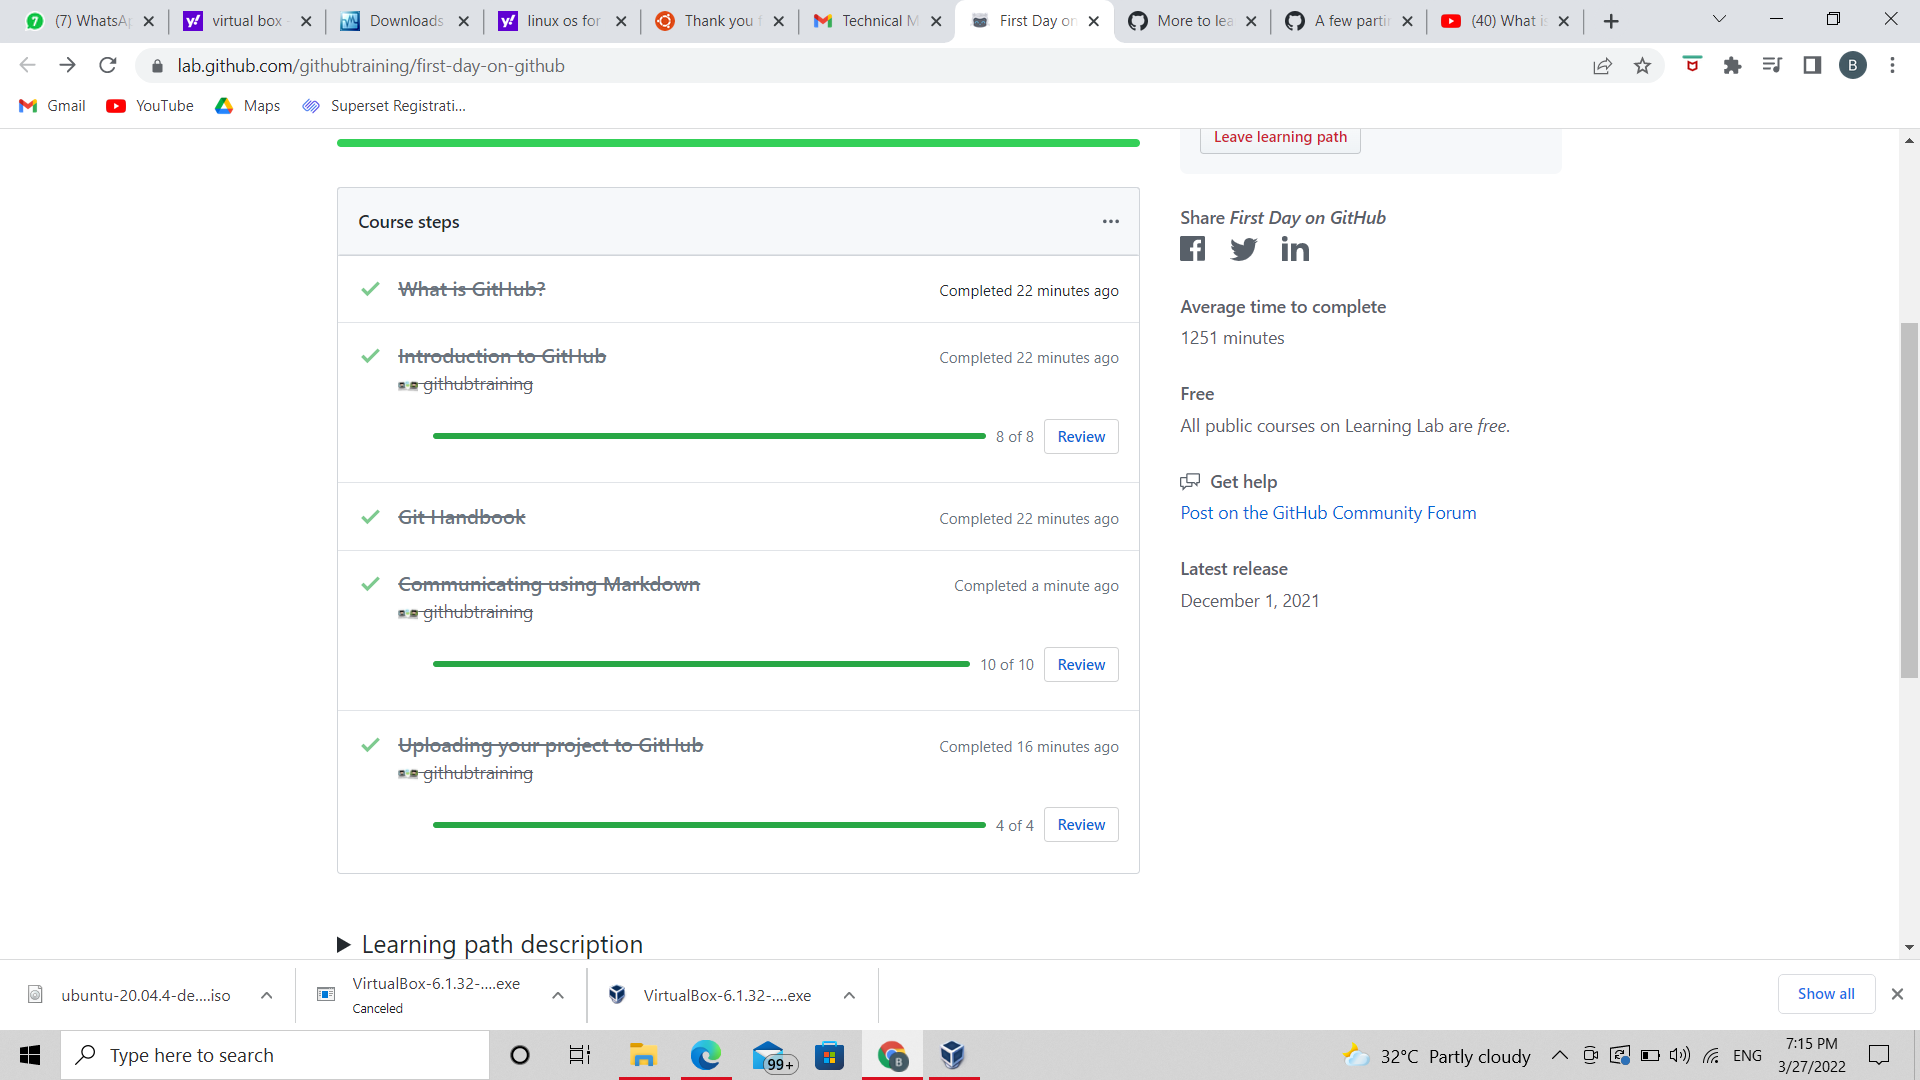 (7) WhatsA
virtual box -
Downloads
linux os for
Thank you f
Technical M
First Day on
More to lea
A few parti
(40) What is
lab.github.com/githubtraining/first-day-on-github
B
Gmail
YouTube
Maps
Superset Registrati...
Leave learning path
Course steps
What is GitHub?
Completed 22 minutes ago
Introduction to GitHub
Completed 22 minutes ago
githubtraining
8 of 8
Review
Git Handbook
Completed 22 minutes ago
Communicating using Markdown
Completed a minute ago
githubtraining
10 of 10
Review
Uploading your project to GitHub
Completed 16 minutes ago
githubtraining
4 of 4
Review
Learning path description
Share First Day on GitHub
Average time to complete
1251 minutes
Free
All public courses on Learning Lab are free.
Get help
Post on the GitHub Community Forum
Latest release
December 1, 2021
ubuntu-20.04.4-de....iso
VirtualBox-6.1.32-....exe
Canceled
VirtualBox-6.1.32-....exe
Show all
Type here to search
99+
B
32°C Partly cloudy
ENG
7:15 PM
3/27/2022